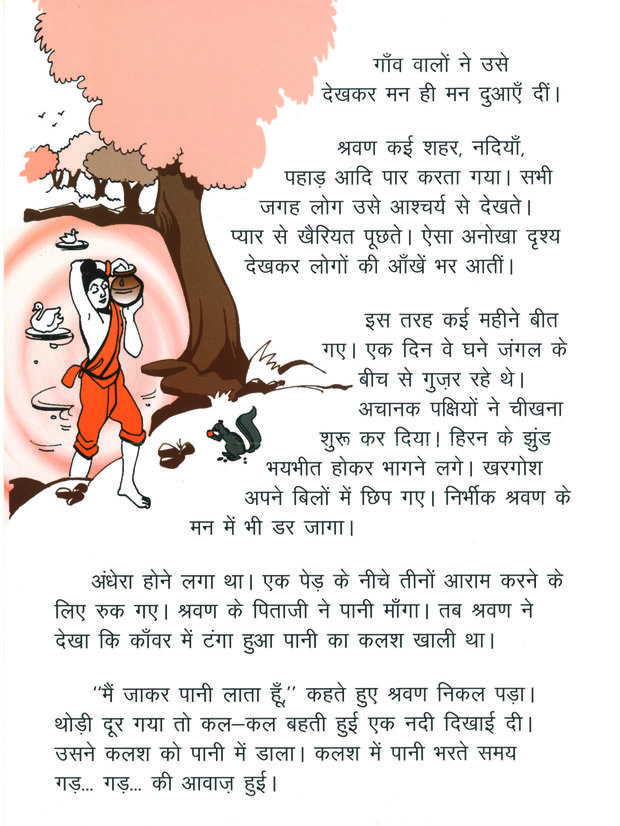 गाँव वालों ने उसे
देखकर मन ही मन दुआएँ दीं।
श्रवण कई शहर, नदियाँ,
पहाड़ आदि पार करता गया। सभी
जगह लोग उसे आश्चर्य से देखते।
प्यार से खैरियत पूछते। ऐसा अनोखा दृश्य
देखकर लोगों की आँखें भर आतीं।
इस तरह कई महीने बीत
गए। एक दिन वे घने जंगल के
बीच से गुज़र रहे थे।
अचानक पक्षियों ने चीखना
शुरू कर दिया। हिरन के झुंड
भयभीत होकर भागने लगे। खरगोश
अपने बिलों में छिप गए। निर्भीक श्रवण के
मन में भी डर जागा।
अंधेरा होने लगा था। एक पेड़ के नीचे तीनों आराम करने के
लिए रुक गए। श्रवण के पिताजी ने पानी माँगा। तब श्रवण ने
देखा कि काँवर में टंगा हुआ पानी का कलश खाली था।
"मैं जाकर पानी लाता हूँ," कहते हुए श्रवण निकल पड़ा।
थोड़ी दूर गया तो कल–कल बहती हुई एक नदी दिखाई दी।
उसने कलश को पानी में डाला। कलश में पानी भरते समय
गड़... गड़... की आवाज़ हुई।